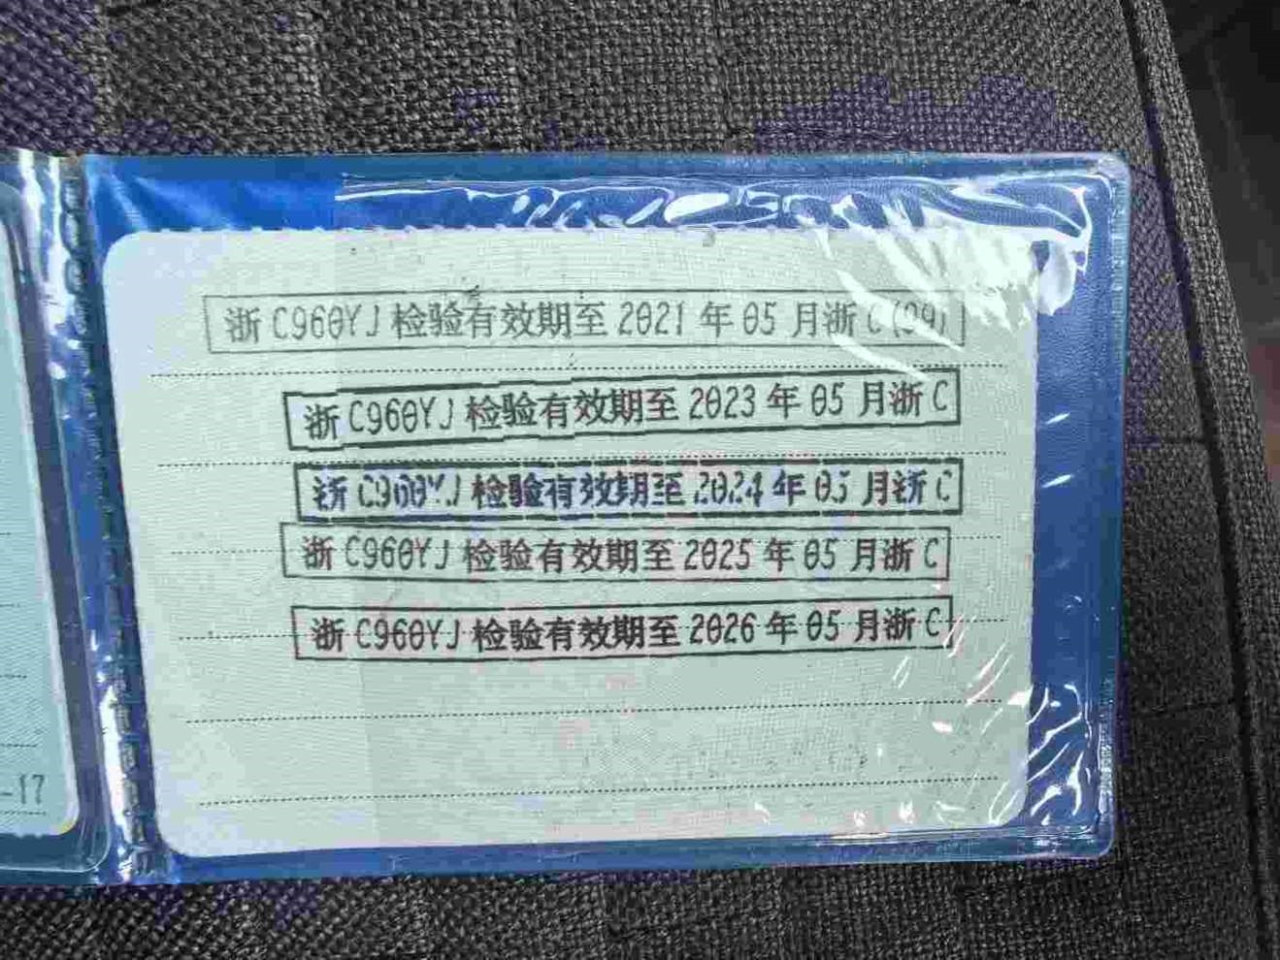 浙C960YJ检验有效期至2021年05月浙C(09)
浙C960YJ检验有效期至2023年05月浙C
浙C960YJ检验有效期至2024年05月浙C
浙C960YJ检验有效期至2025年05月浙C
浙C960YJ检验有效期至2026年05月浙C
-17